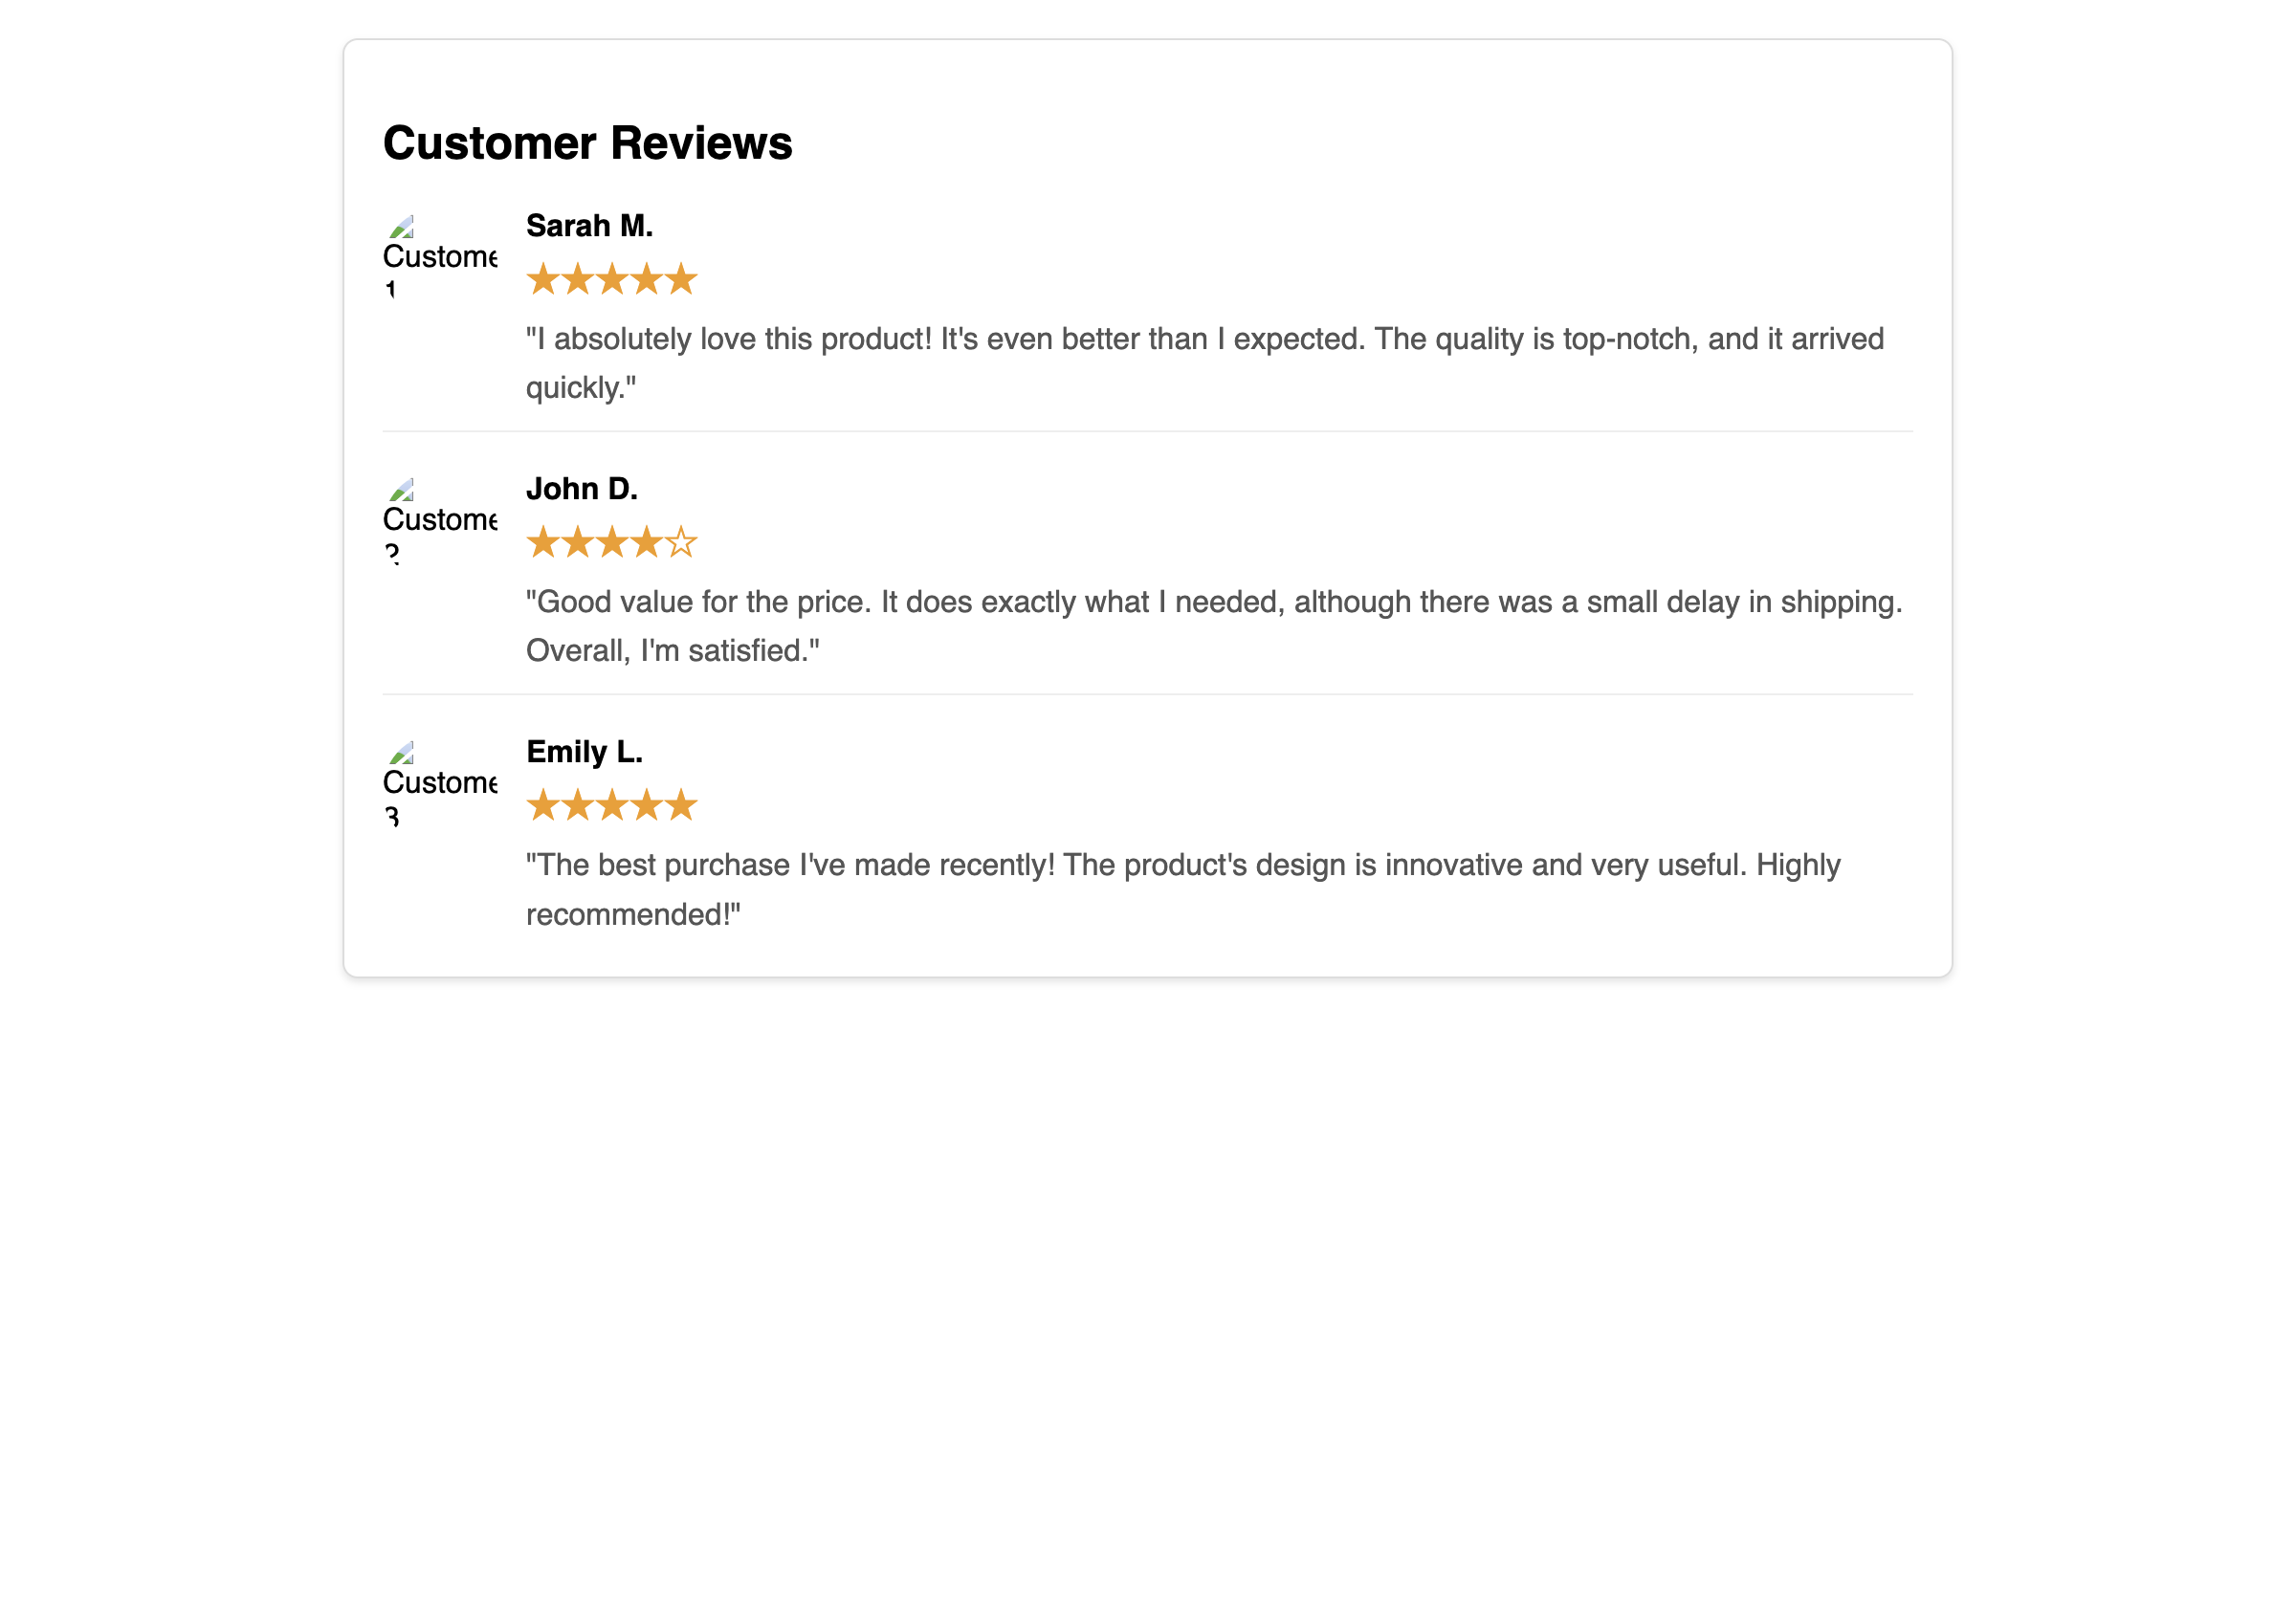 Customer Reviews
Sarah M.
Custome
1
★★★★★
"I absolutely love this product! It's even better than I expected. The quality is top-notch, and it arrived
quickly."
John D.
Custome
2
★★★★☆
"Good value for the price. It does exactly what I needed, although there was a small delay in shipping.
Overall, I'm satisfied."
Emily L.
Custome
3
★★★★★
"The best purchase I've made recently! The product's design is innovative and very useful. Highly
recommended!"